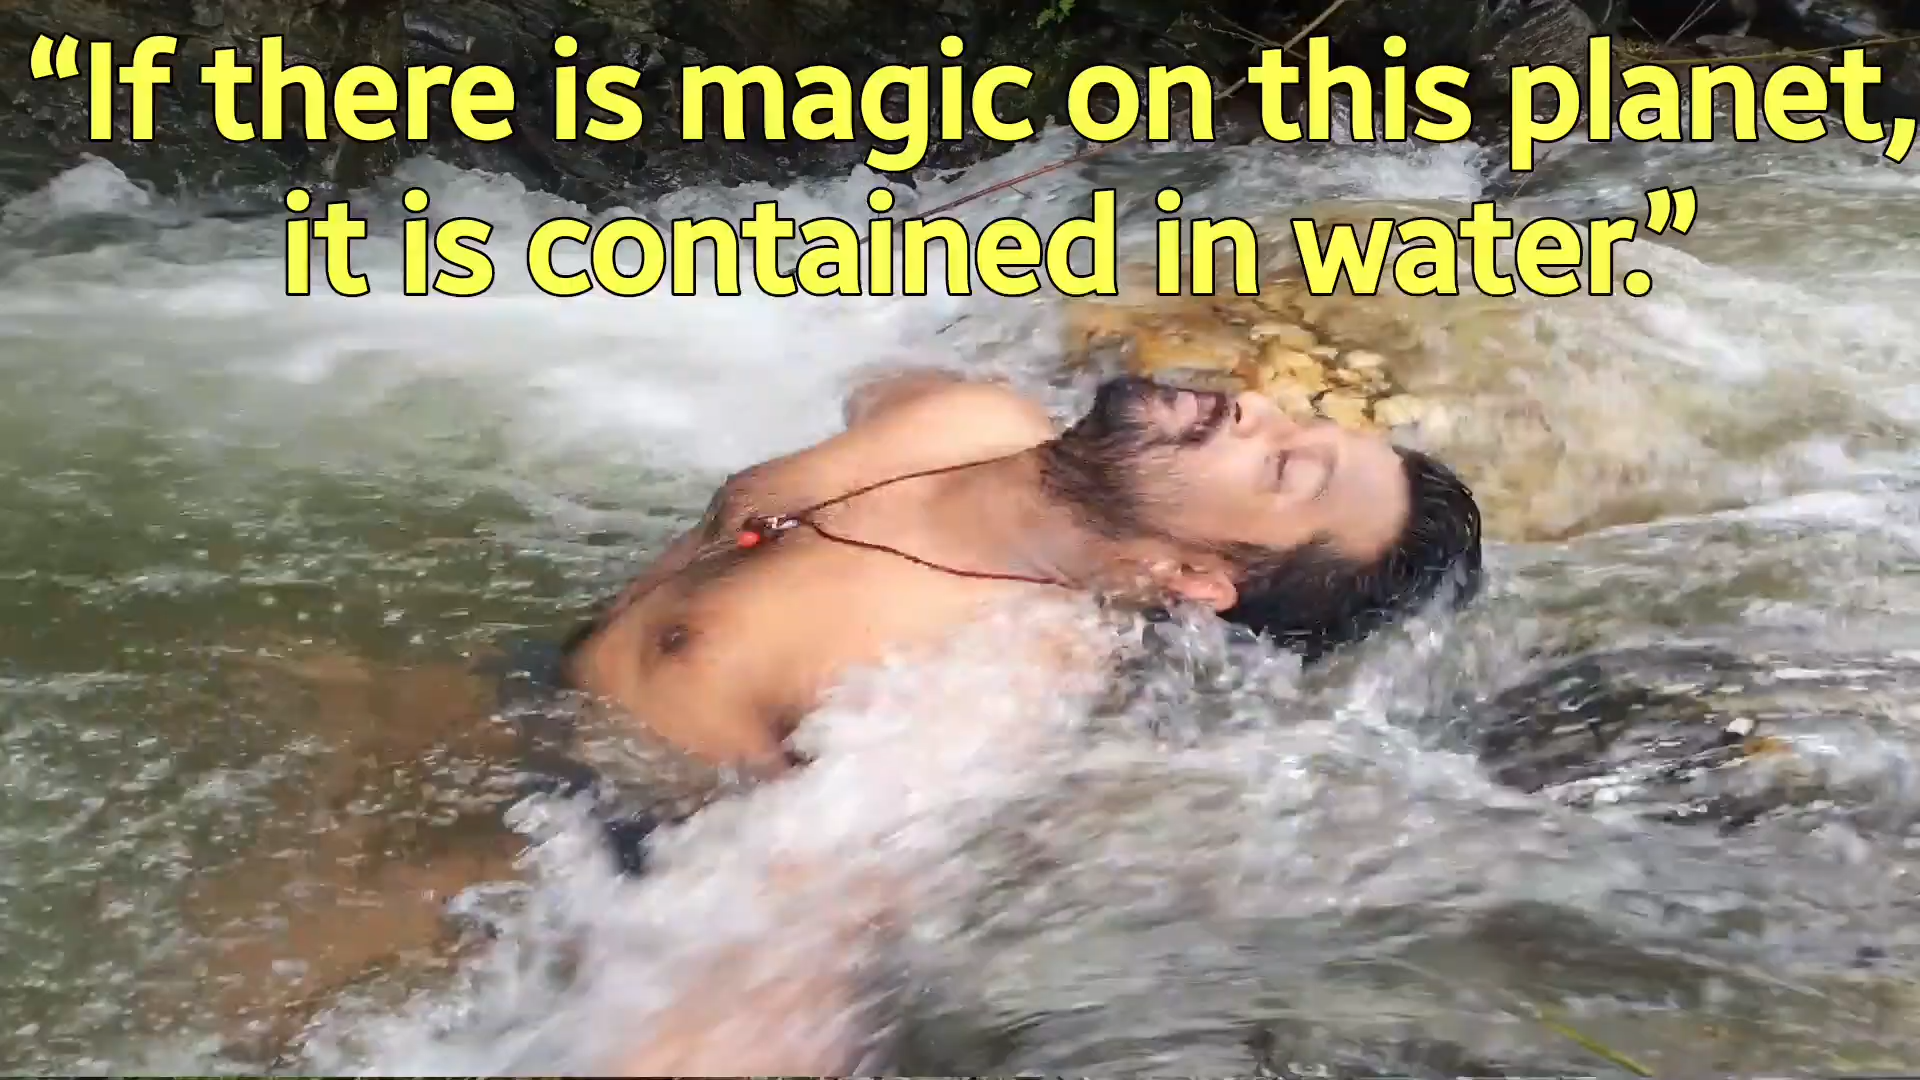 “If there is magic on this planet,
it is contained in water.”